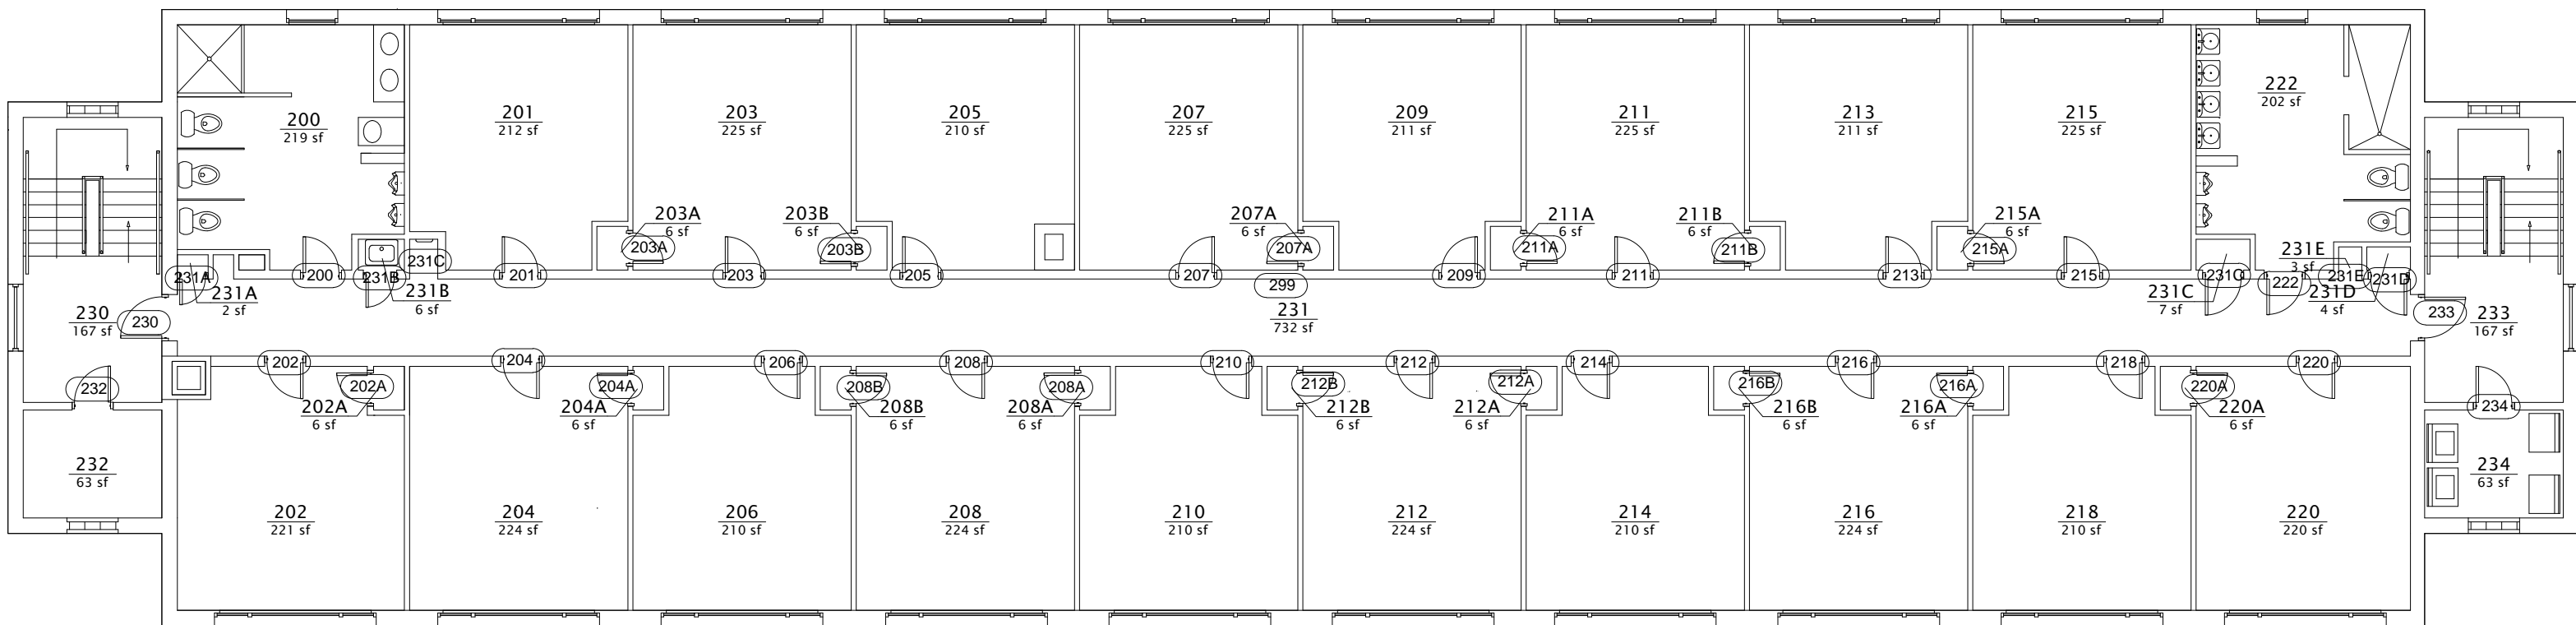 200
219 sf
201
212 sf
203
225 sf
205
210 sf
207
225 sf
209
211 sf
211
225 sf
213
211 sf
215
225 sf
222
202 sf
203A
6 sf
203B
6 sf
207A
6 sf
211A
6 sf
211B
6 sf
215A
6 sf
203A
203B
207A
211A
211B
215A
231E
3 sf
231A
200
231B
231C
201
203
205
207
299
209
211
213
215
231C
222
231E
231D
231A
2 sf
231B
6 sf
231C
7 sf
231D
4 sf
230
167 sf
230
231
732 sf
233
233
167 sf
202
204
206
208
210
212
214
216
218
220
232
202A
204A
208B
208A
212B
212A
216B
216A
220A
234
202A
6 sf
204A
6 sf
208B
6 sf
208A
6 sf
212B
6 sf
212A
6 sf
216B
6 sf
216A
6 sf
220A
6 sf
232
63 sf
234
63 sf
202
221 sf
204
224 sf
206
210 sf
208
224 sf
210
210 sf
212
224 sf
214
210 sf
216
224 sf
218
210 sf
220
220 sf